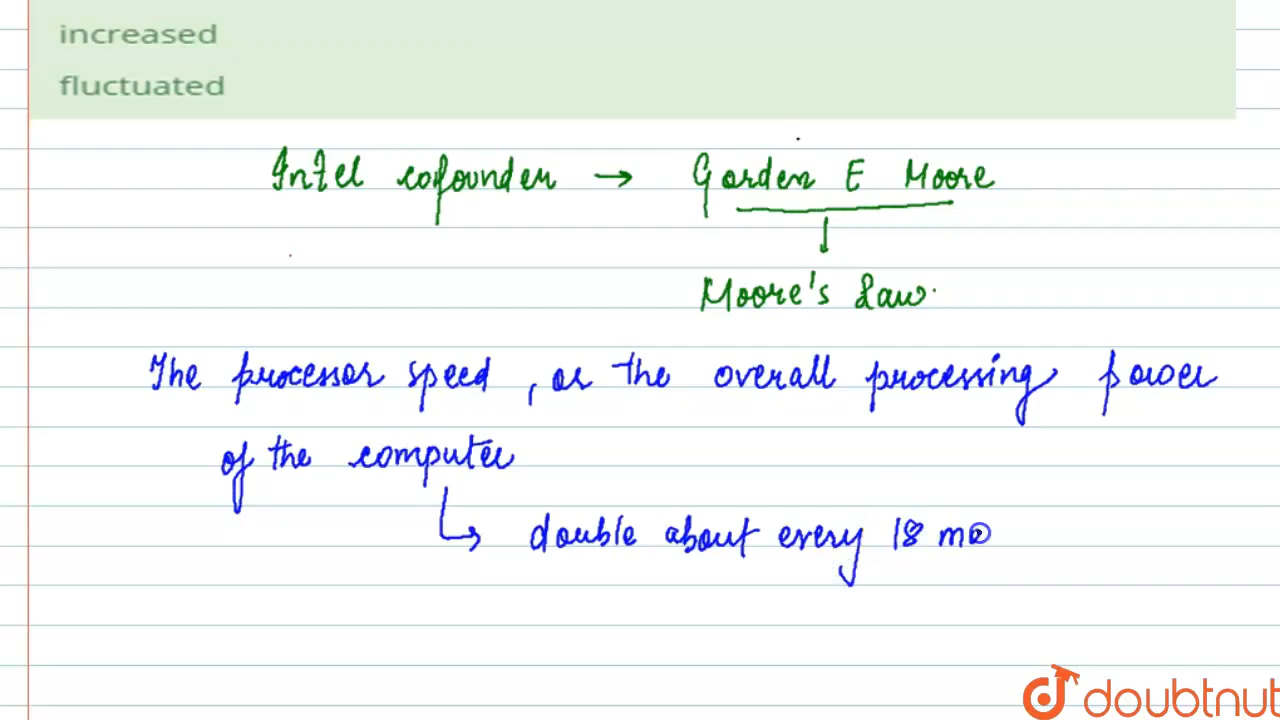 increased
fluctuated
Intel cofounder → Garden E Moore
↓
Moore's Law.
The processor speed, or the overall processing power
of the computer
↳ double about every 18 mo
doubtnut